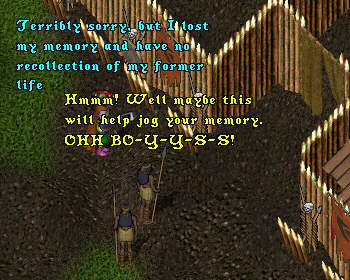 Terribly sorry, but I lost
my memory and have no
recollection of my former
life
Hmmm! Well maybe this
will help jog your memory.
OHH BO-Y-Y-S-S!